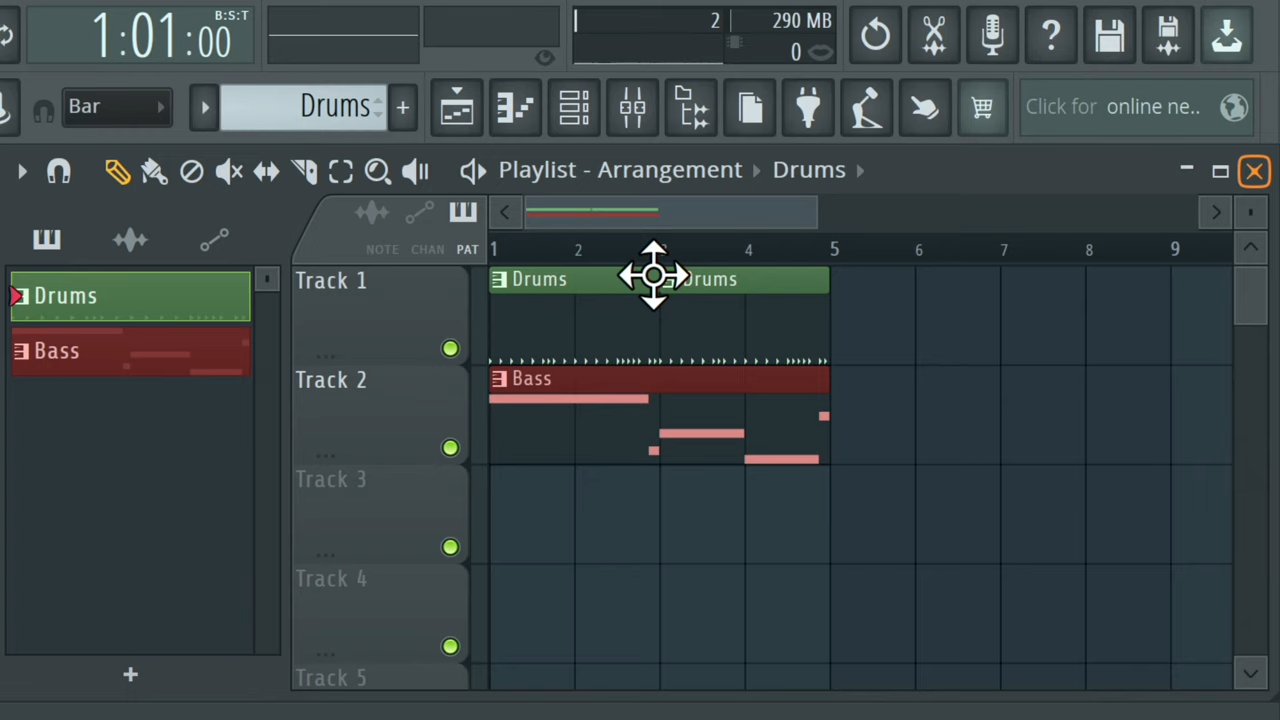 B:S:T
1:01:00
2
290 MB
0
?
Bar
Drums
+
Click for online ne..
Playlist - Arrangement Drums
NOTE CHAN PAT
1 2 3 4 5 6 7 8 9
Drums
Bass
+
Track 1
Drums
Drums
Track 2
Bass
Track 3
Track 4
Track 5